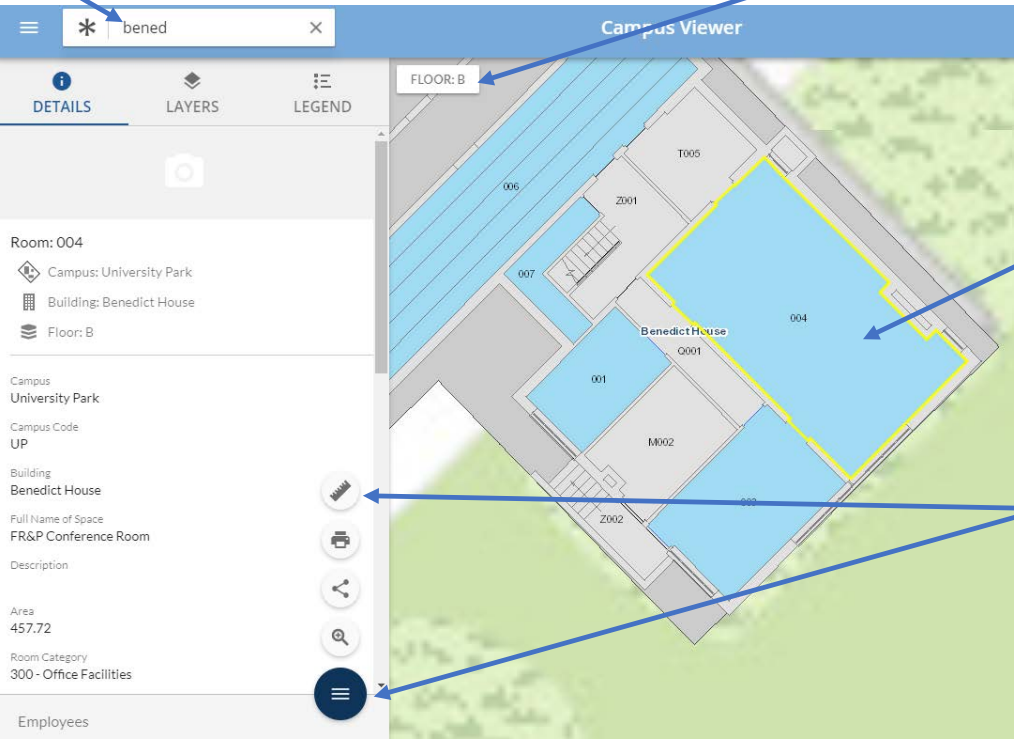 bened
Campus Viewer
DETAILS
LAYERS
LEGEND
FLOOR: B
Room: 004
Campus: University Park
Building: Benedict House
Floor: B
Campus
University Park
Campus Code
UP
Building
Benedict House
Full Name of Space
FR&P Conference Room
Description
Area
457.72
Room Category
300 - Office Facilities
Employees
T005
006
Z001
007
004
Benedict House
Q001
001
M002
003
Z002